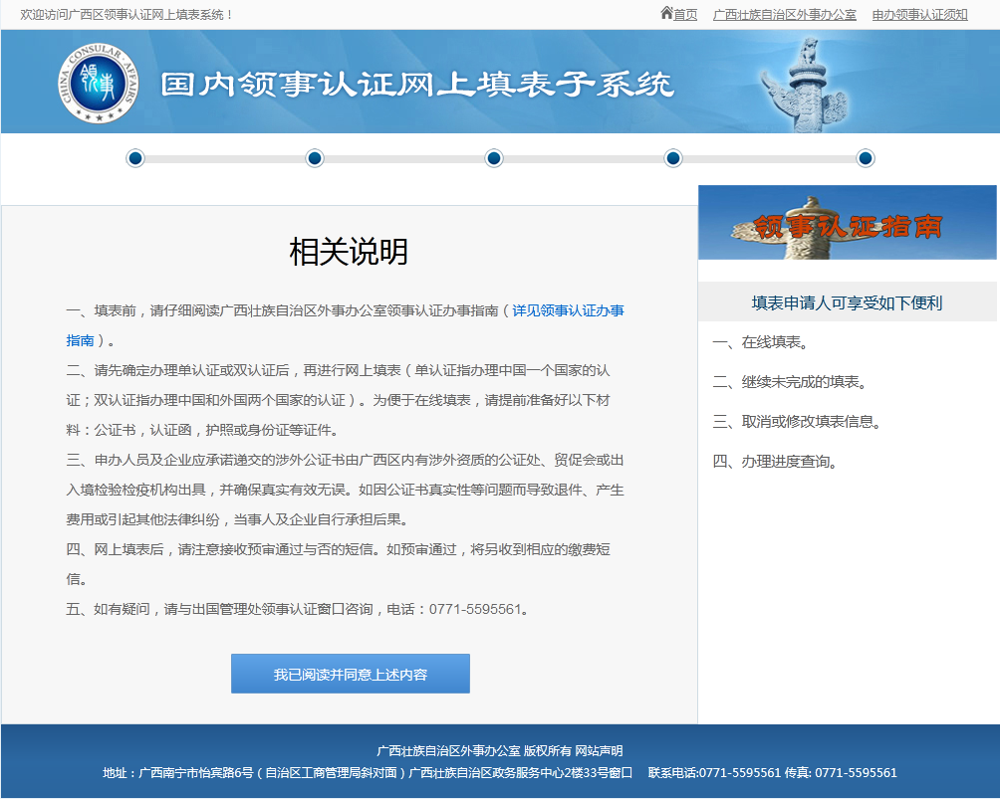 欢迎访问广西区领事认证网上填表系统！
首页 广西壮族自治区外事办公室 申办领事认证须知
CHINA CONSULAR AFFAIRS
领事
国内领事认证网上填表子系统
领事认证指南
相关说明
一、填表前，请仔细阅读广西壮族自治区外事办公室领事认证办事指南（详见领事认证办事
指南）。
二、请先确定办理单认证或双认证后，再进行网上填表（单认证指办理中国一个国家的认
证；双认证指办理中国和外国两个国家的认证）。为便于在线填表，请提前准备好以下材
料：公证书，认证函，护照或身份证等证件。
三、申办人员及企业应承诺递交的涉外公证书由广西区内有涉外资质的公证处、贸促会或出
入境检验检疫机构出具，并确保真实有效无误。如因公证书真实性等问题而导致退件、产生
费用或引起其他法律纠纷，当事人及企业自行承担后果。
四、网上填表后，请注意接收预审通过与否的短信。如预审通过，将另收到相应的缴费短
信。
五、如有疑问，请与出国管理处领事认证窗口咨询，电话：0771-5595561。
我已阅读并同意上述内容
填表申请人可享受如下便利
一、在线填表。
二、继续未完成的填表。
三、取消或修改填表信息。
四、办理进度查询。
广西壮族自治区外事办公室 版权所有 网站声明
地址：广西南宁市怡宾路6号（自治区工商管理局斜对面）广西壮族自治区政务服务中心2楼33号窗口 联系电话:0771-5595561 传真: 0771-5595561